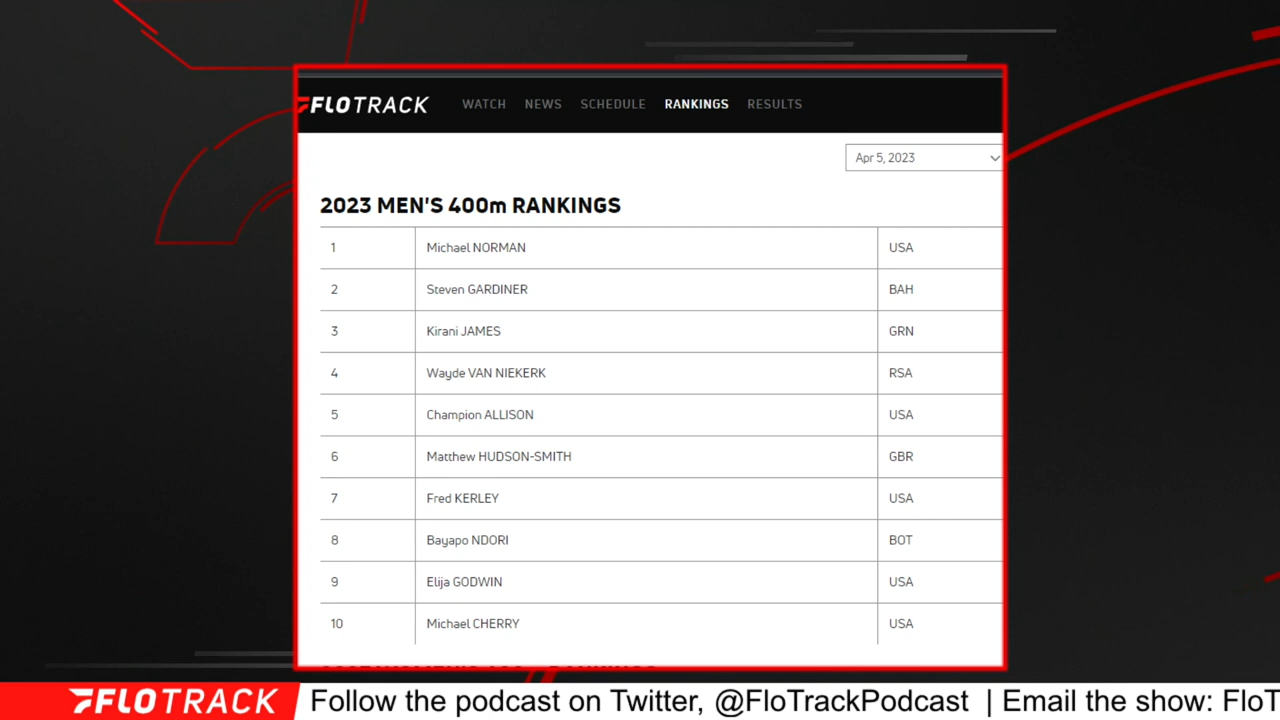 FLOTRACK WATCH NEWS SCHEDULE RANKINGS RESULTS
Apr 5, 2023
2023 MEN'S 400m RANKINGS
1 Michael NORMAN USA
2 Steven GARDINER BAH
3 Kirani JAMES GRN
4 Wayde VAN NIEKERK RSA
5 Champion ALLISON USA
6 Matthew HUDSON-SMITH GBR
7 Fred KERLEY USA
8 Bayapo NDORI BOT
9 Elija GODWIN USA
10 Michael CHERRY USA
FLOTRACK Follow the podcast on Twitter, @FloTrackPodcast | Email the show: FloT